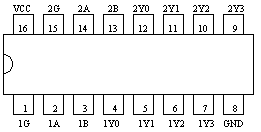 VCC 2G 2A 2B 2Y0 2Y1 2Y2 2Y3
16 15 14 13 12 11 10 9
1 2 3 4 5 6 7 8
1G 1A 1B 1Y0 1Y1 1Y2 1Y3 GND